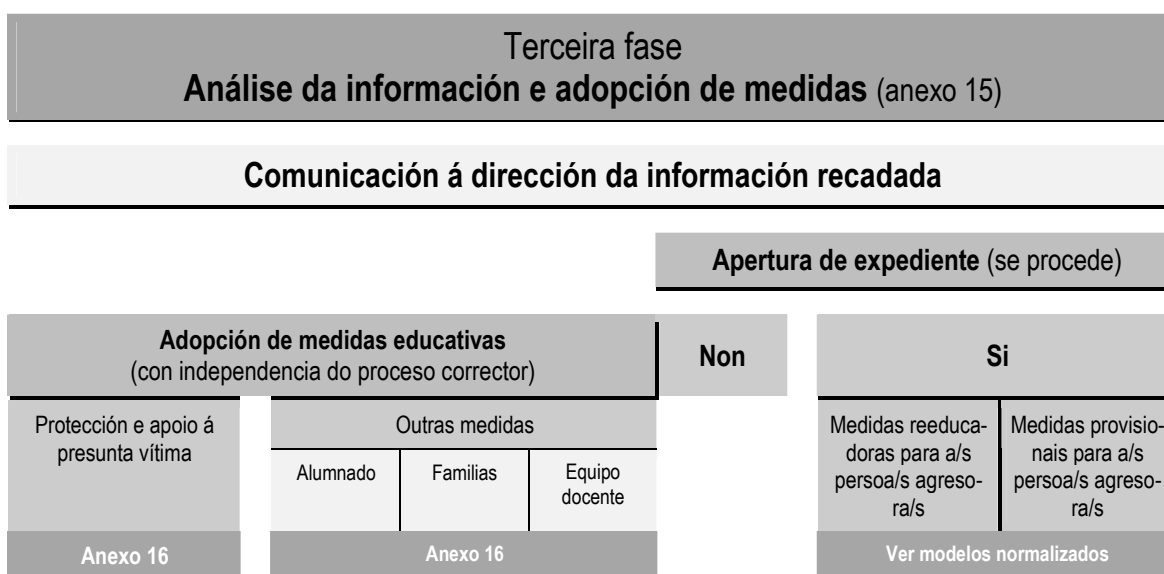 Terceira fase
Análise da información e adopción de medidas (anexo 15)
Comunicación á dirección da información recadada
Apertura de expediente (se procede)
Adopción de medidas educativas
(con independencia do proceso corrector)
Non
Si
Protección e apoio á
presunta vítima
Outras medidas
Alumnado
Familias
Equipo
docente
Medidas reeduca-
doras para a/s
persoa/s agreso-
ra/s
Medidas provisio-
nais para a/s
persoa/s agreso-
ra/s
Anexo 16
Anexo 16
Ver modelos normalizados